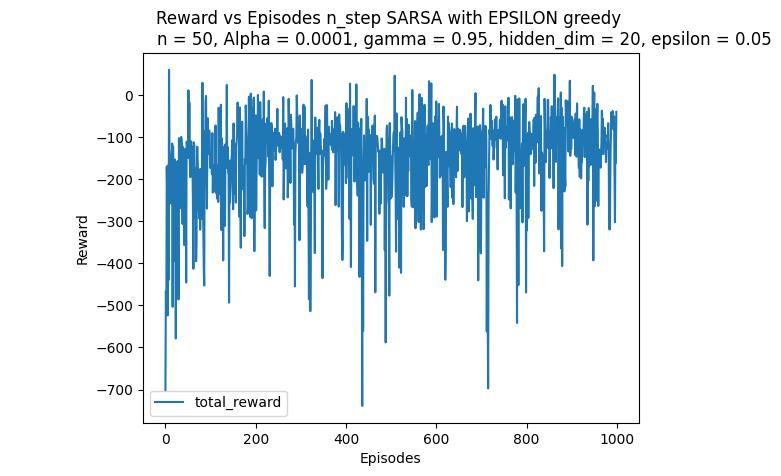 Reward vs Episodes n_step SARSA with EPSILON greedy
n = 50, Alpha = 0.0001, gamma = 0.95, hidden_dim = 20, epsilon = 0.05
0
−100
−200
−300
−400
−500
−600
−700
Reward
total_reward
0 200 400 600 800 1000
Episodes